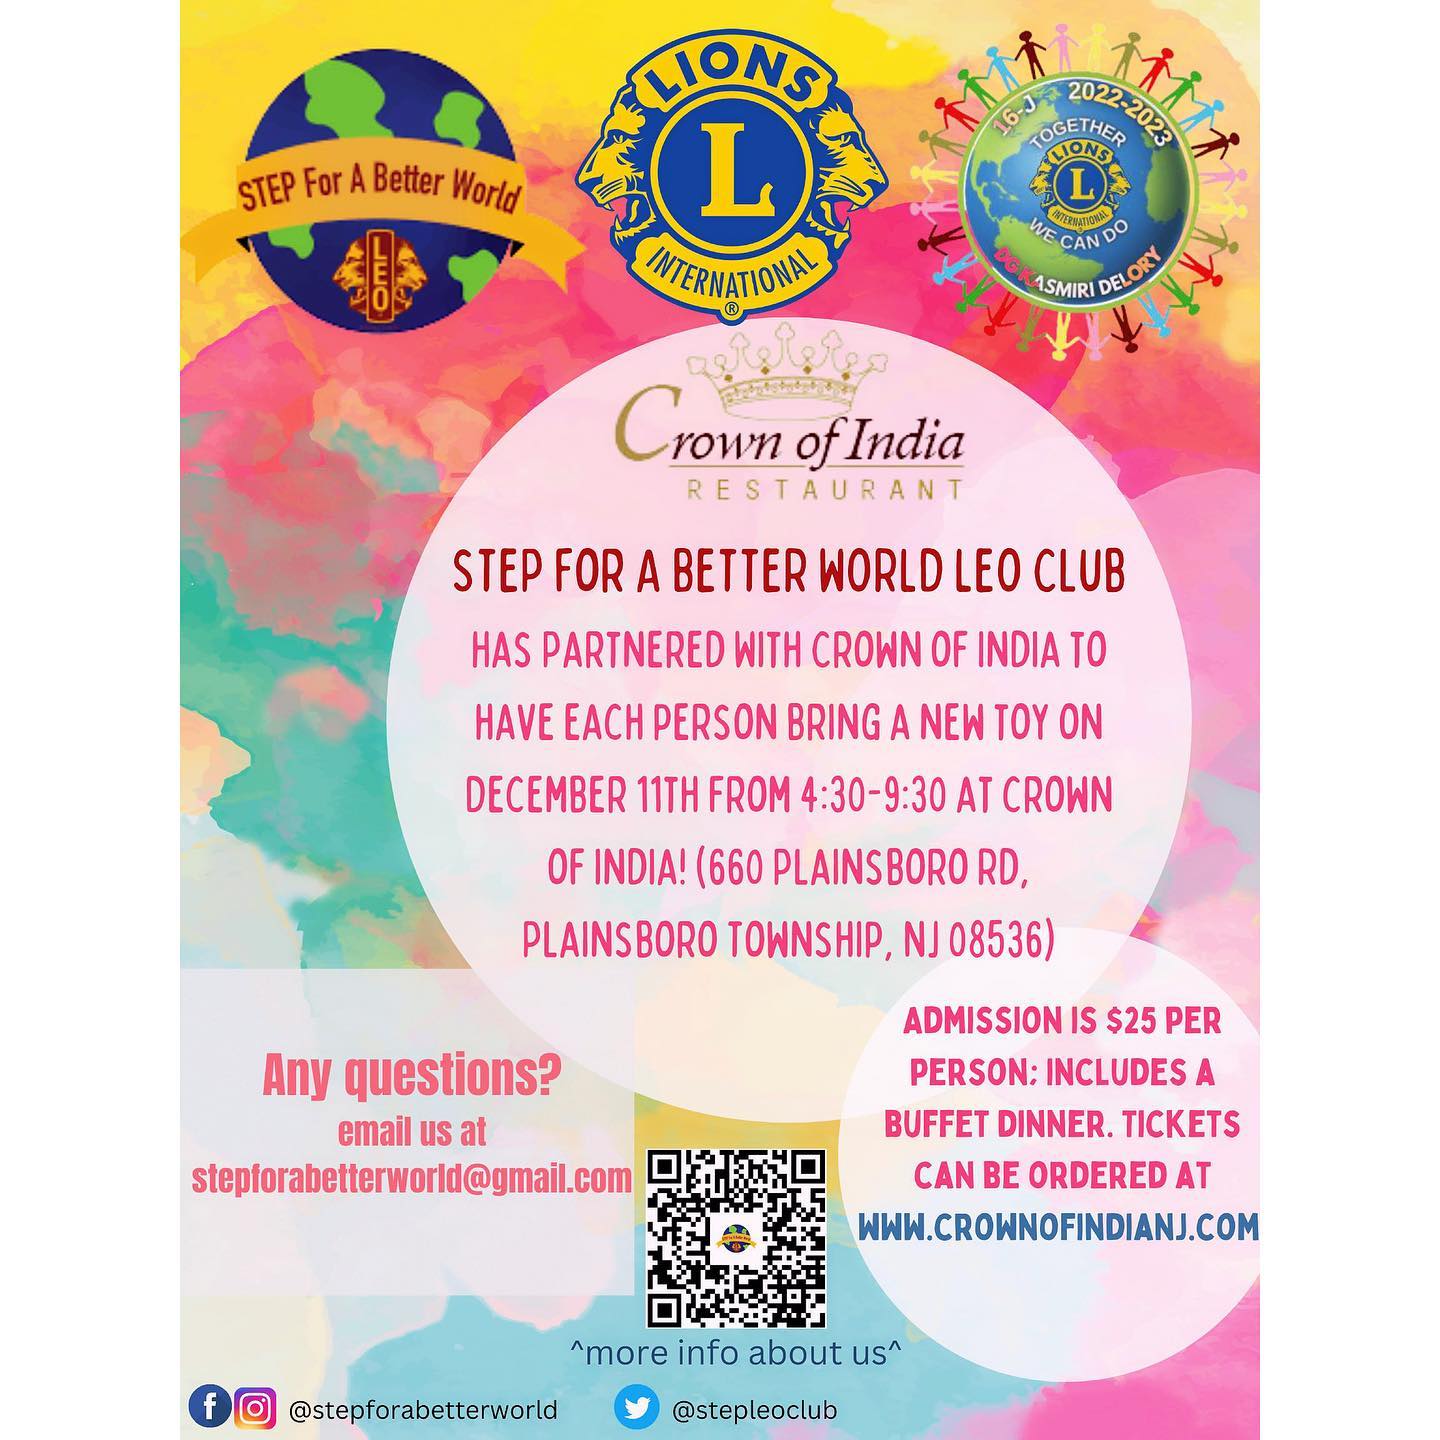 STEP For A Better World
LEO
LIONS
L
INTERNATIONAL
®
16-J 2022-2023
TOGETHER
LIONS
L
INTERNATIONAL
WE CAN DO
DG KASMIRI DELORY
Crown of India
RESTAURANT
STEP FOR A BETTER WORLD LEO CLUB
HAS PARTNERED WITH CROWN OF INDIA TO
HAVE EACH PERSON BRING A NEW TOY ON
DECEMBER 11TH FROM 4:30-9:30 AT CROWN
OF INDIA! (660 PLAINSBORO RD,
PLAINSBORO TOWNSHIP, NJ 08536)
ADMISSION IS $25 PER
PERSON; INCLUDES A
BUFFET DINNER. TICKETS
CAN BE ORDERED AT
WWW.CROWNOFINDIANJ.COM
Any questions?
email us at
stepforabetterworld@gmail.com
STEP For A Better World
^more info about us^
@stepforabetterworld
@stepleoclub